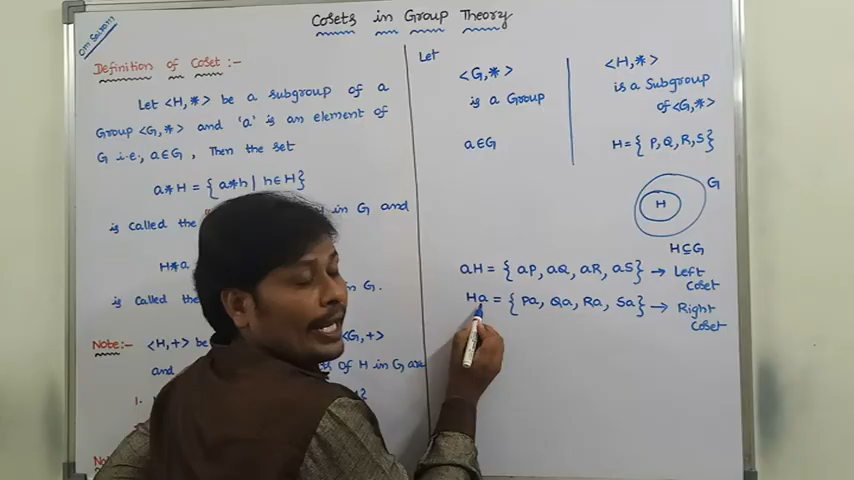 Cosets in Group Theory
OM SAIRAM
Definition of Coset :-
Let <H,*> be a subgroup of a
Group <G,*> and 'a' is an element of
G i.e., a∈G, Then the set
a*H = { a*h | h∈H }
is called the H in G and
H*a
is called the G.
Note:- <H,+> be <G,+>
and of H in G are
1.
Let
<G,*>
is a Group
a∈G
<H,*>
is a Subgroup
of <G,*>
H = { P, Q, R, S }
H
G
H⊆G
aH = { aP, aQ, aR, aS } → Left
Coset
Ha = { Pa, Qa, Ra, Sa } → Right
Coset